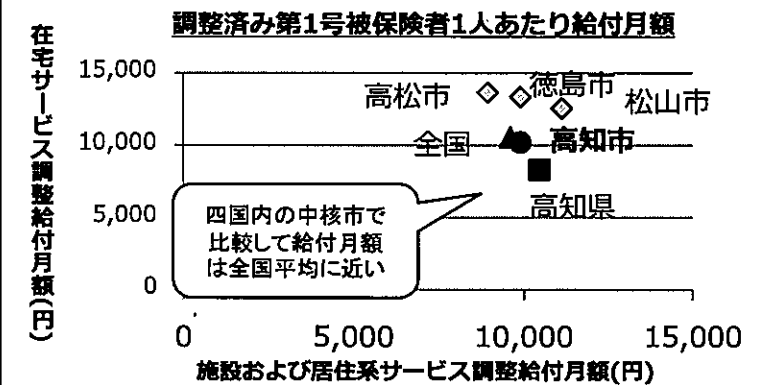 調整済み第1号被保険者1人あたり給付月額
在宅サービス調整給付月額(円)
15,000
10,000
5,000
0
高松市
徳島市
松山市
全国
高知市
高知県
四国内の中核市で
比較して給付月額
は全国平均に近い
0
5,000
10,000
15,000
施設および居住系サービス調整給付月額(円)